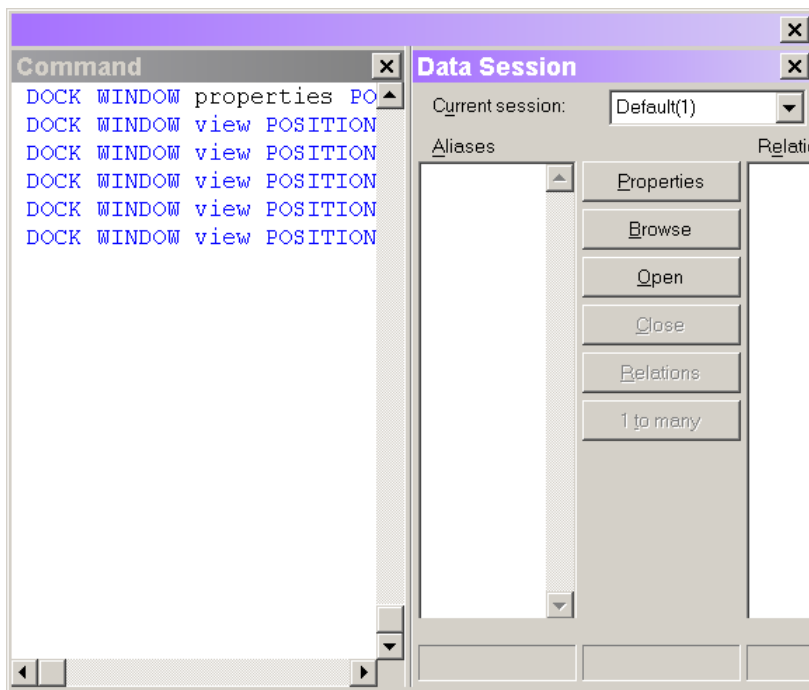 Command
DOCK WINDOW properties PO
DOCK WINDOW view POSITION
DOCK WINDOW view POSITION
DOCK WINDOW view POSITION
DOCK WINDOW view POSITION
DOCK WINDOW view POSITION
Data Session
Current session: Default(1)
Aliases
Properties
Browse
Open
Close
Relations
1 to many
Relati